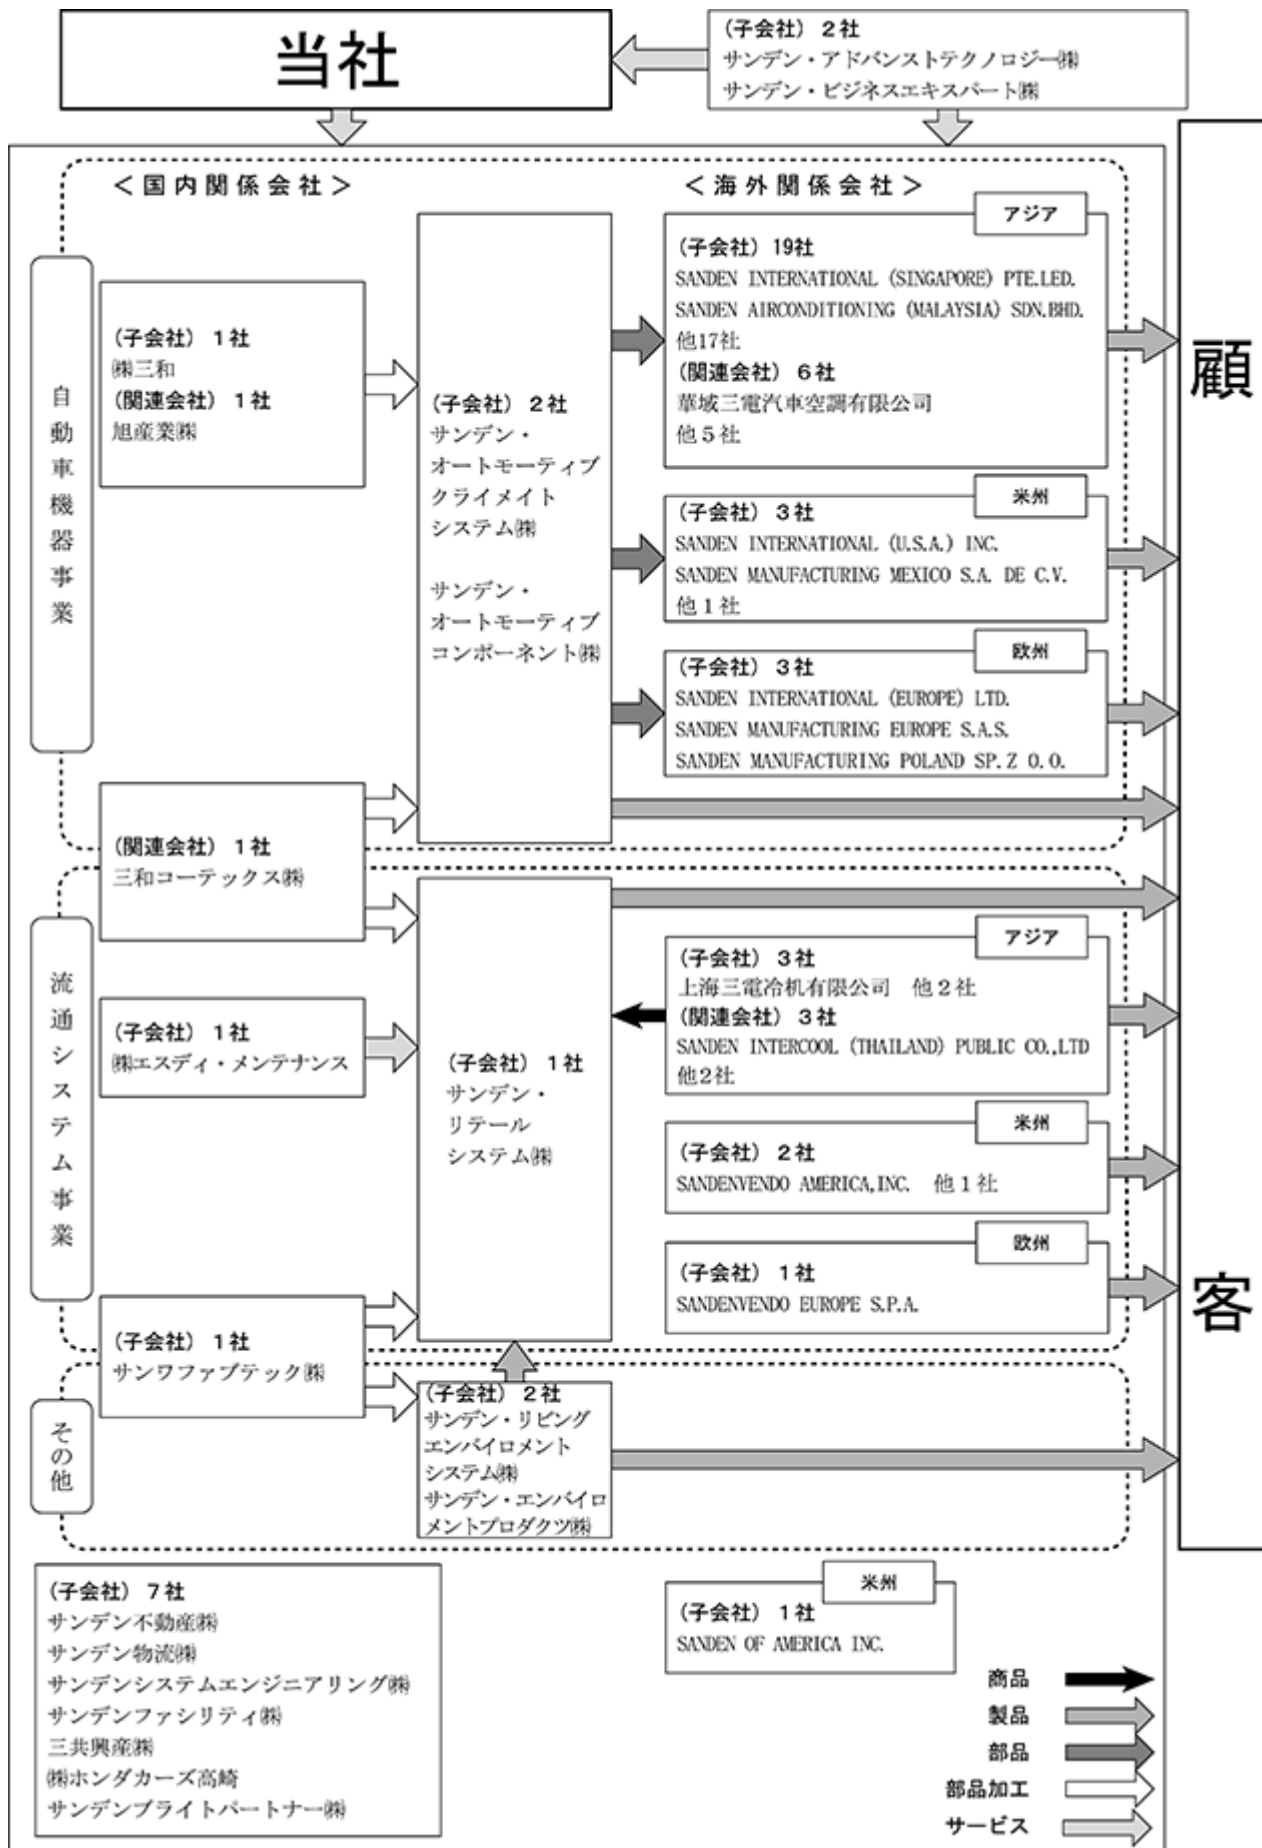 当社
(子会社) 2社
サンデン・アドバンストテクノロジー㈱
サンデン・ビジネスエキスパート㈱
顧客
＜国内関係会社＞
＜海外関係会社＞
自動車機器事業
(子会社) 1社
㈱三和
(関連会社) 1社
旭産業㈱
(子会社) 2社
サンデン・
オートモーティブ
クライメイト
システム㈱
サンデン・
オートモーティブ
コンポーネント㈱
アジア
(子会社) 19社
SANDEN INTERNATIONAL (SINGAPORE) PTE.LED.
SANDEN AIRCONDITIONING (MALAYSIA) SDN.BHD.
他17社
(関連会社) 6社
華域三電汽車空調有限公司
他5社
米州
(子会社) 3社
SANDEN INTERNATIONAL (U.S.A.) INC.
SANDEN MANUFACTURING MEXICO S.A. DE C.V.
他1社
欧州
(子会社) 3社
SANDEN INTERNATIONAL (EUROPE) LTD.
SANDEN MANUFACTURING EUROPE S.A.S.
SANDEN MANUFACTURING POLAND SP.Z O.O.
(関連会社) 1社
三和コーテックス㈱
流通システム事業
(子会社) 1社
㈱エスディ・メンテナンス
(子会社) 1社
サンデン・
リテール
システム㈱
アジア
(子会社) 3社
上海三電冷机有限公司 他2社
(関連会社) 3社
SANDEN INTERCOOL (THAILAND) PUBLIC CO.,LTD
他2社
米州
(子会社) 2社
SANDENVENDO AMERICA,INC. 他1社
欧州
(子会社) 1社
SANDENVENDO EUROPE S.P.A.
(子会社) 1社
サンワファブテック㈱
その他
(子会社) 2社
サンデン・リビング
エンバイロメント
システム㈱
サンデン・エンバイロ
メントプロダクツ㈱
(子会社) 7社
サンデン不動産㈱
サンデン物流㈱
サンデンシステムエンジニアリング㈱
サンデンファシリティ㈱
三共興産㈱
㈱ホンダカーズ高崎
サンデンブライトパートナー㈱
米州
(子会社) 1社
SANDEN OF AMERICA INC.
商品
製品
部品
部品加工
サービス